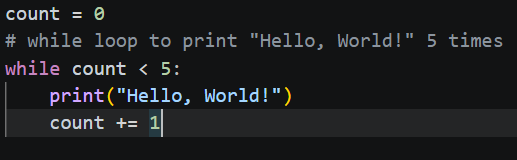 count = 0
# while loop to print "Hello, World!" 5 times
while count < 5:
    print("Hello, World!")
    count += 1